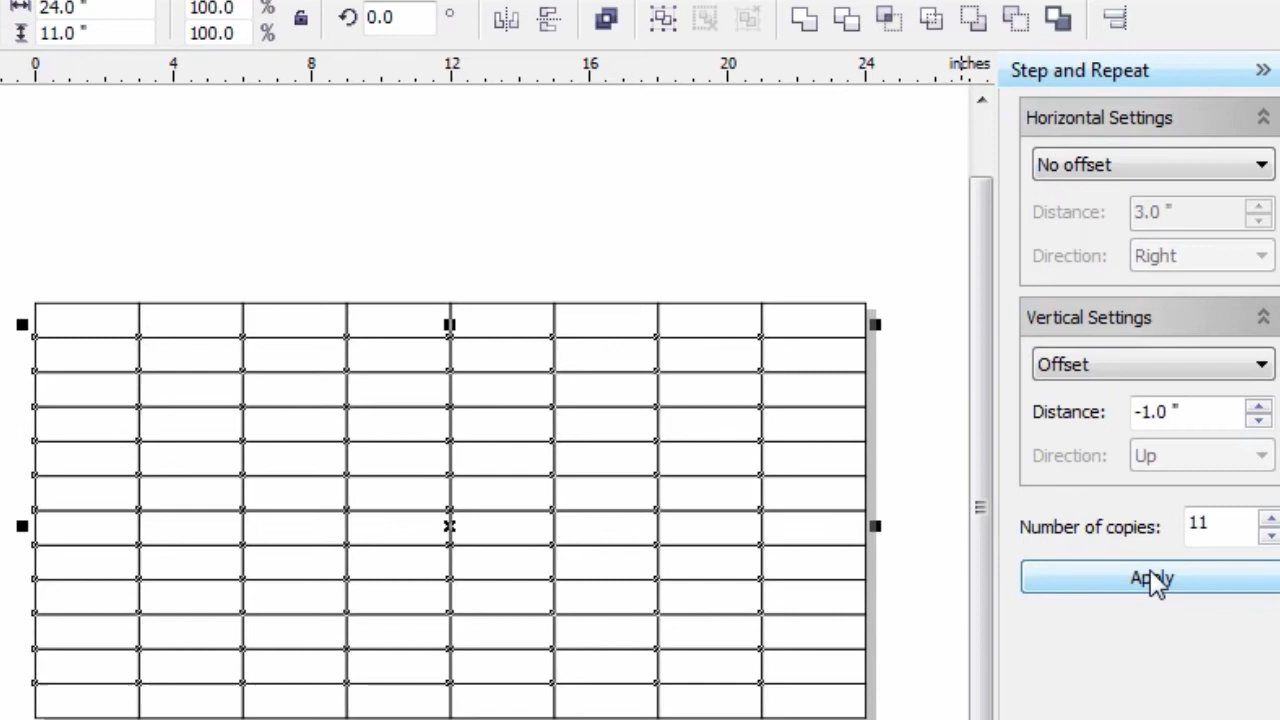 24.0 " 100.0 %
11.0 " 100.0 % 0.0 °
0 4 8 12 16 20 24 inches
Step and Repeat
Horizontal Settings
No offset
Distance: 3.0 "
Direction: Right
Vertical Settings
Offset
Distance: -1.0 "
Direction: Up
Number of copies: 11
Apply